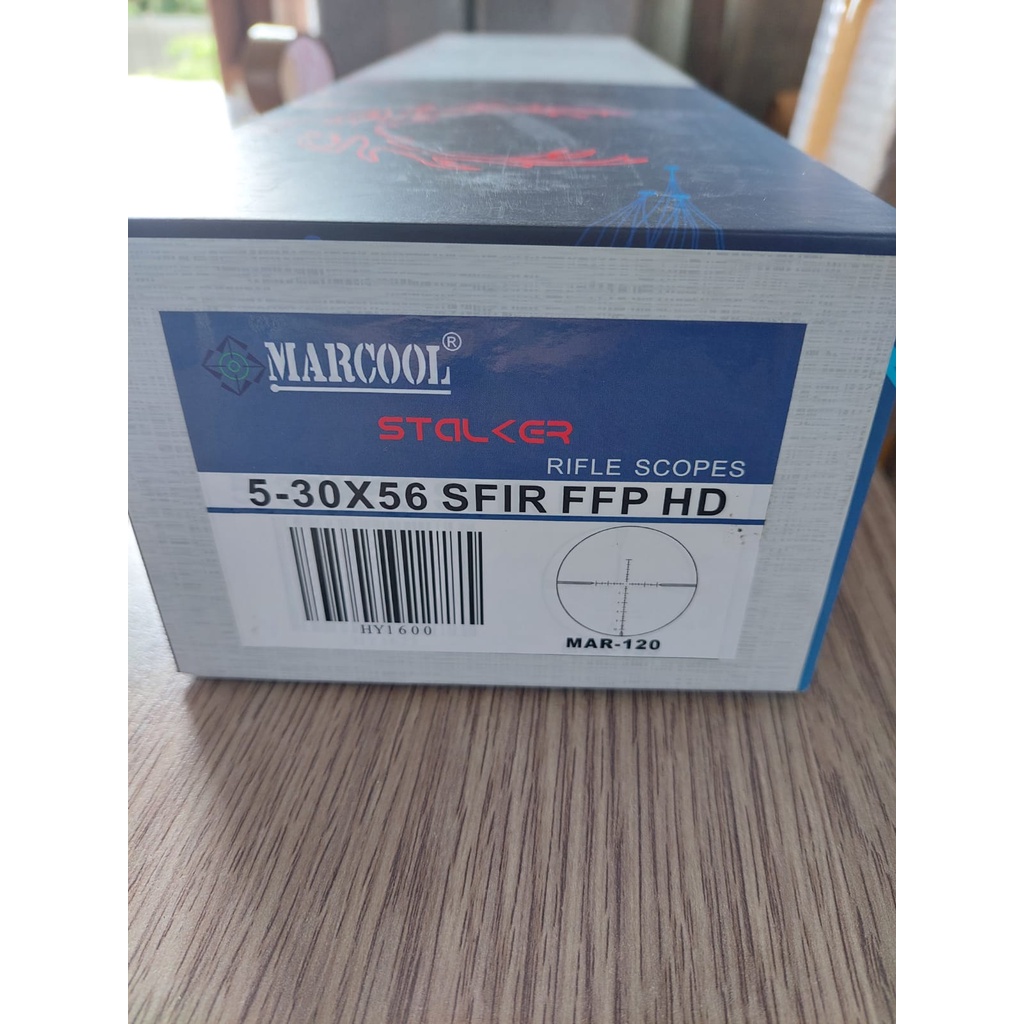 MARCOOL®
STALKER
RIFLE SCOPES
5-30X56 SFIR FFP HD
HY1600
MAR-120